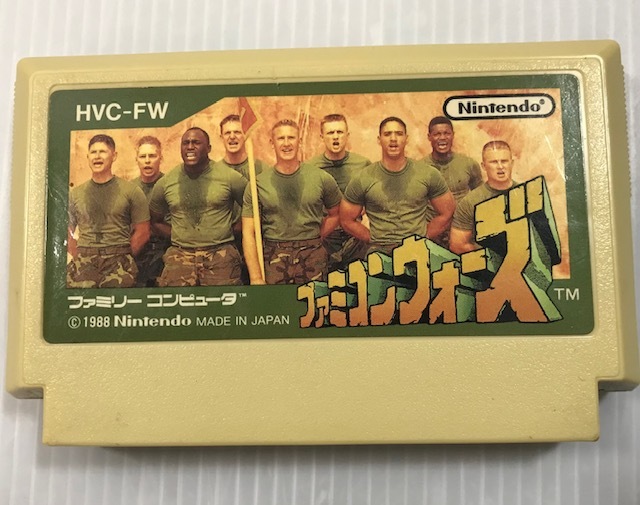 HVC-FW
Nintendo®
ファミリー コンピュータ™
ファミコンウォーズ TM
© 1988 Nintendo MADE IN JAPAN